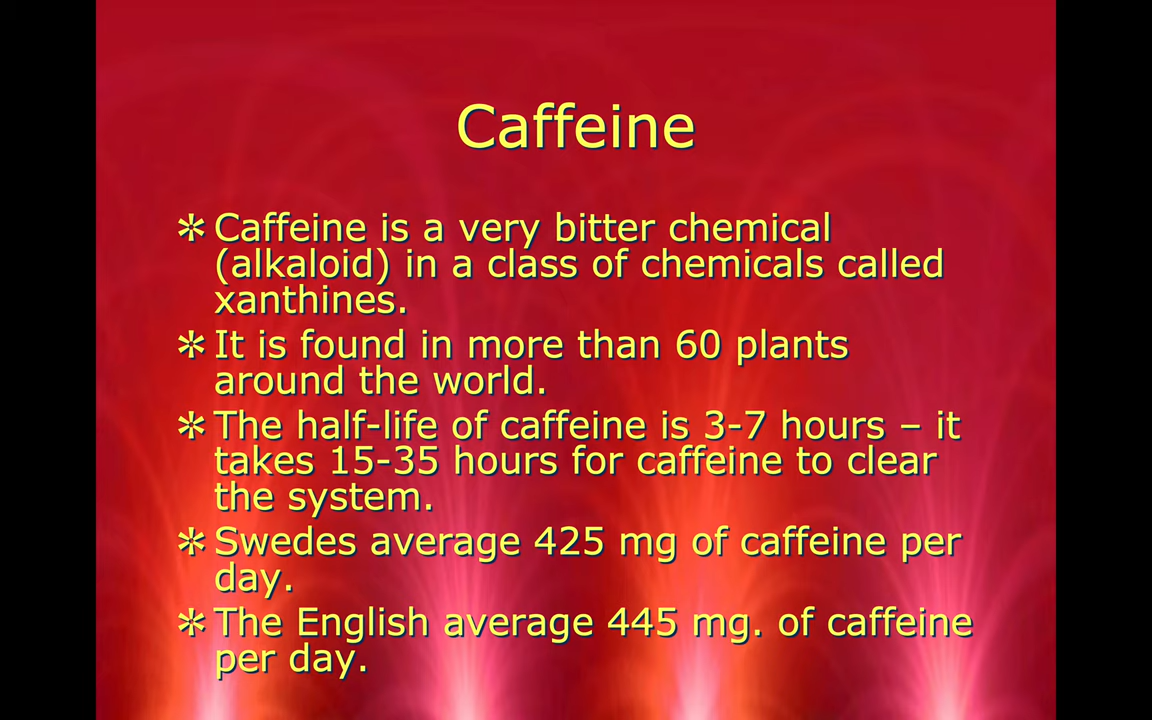 Caffeine
✲ Caffeine is a very bitter chemical
(alkaloid) in a class of chemicals called
xanthines.
✲ It is found in more than 60 plants
around the world.
✲ The half-life of caffeine is 3-7 hours – it
takes 15-35 hours for caffeine to clear
the system.
✲ Swedes average 425 mg of caffeine per
day.
✲ The English average 445 mg. of caffeine
per day.